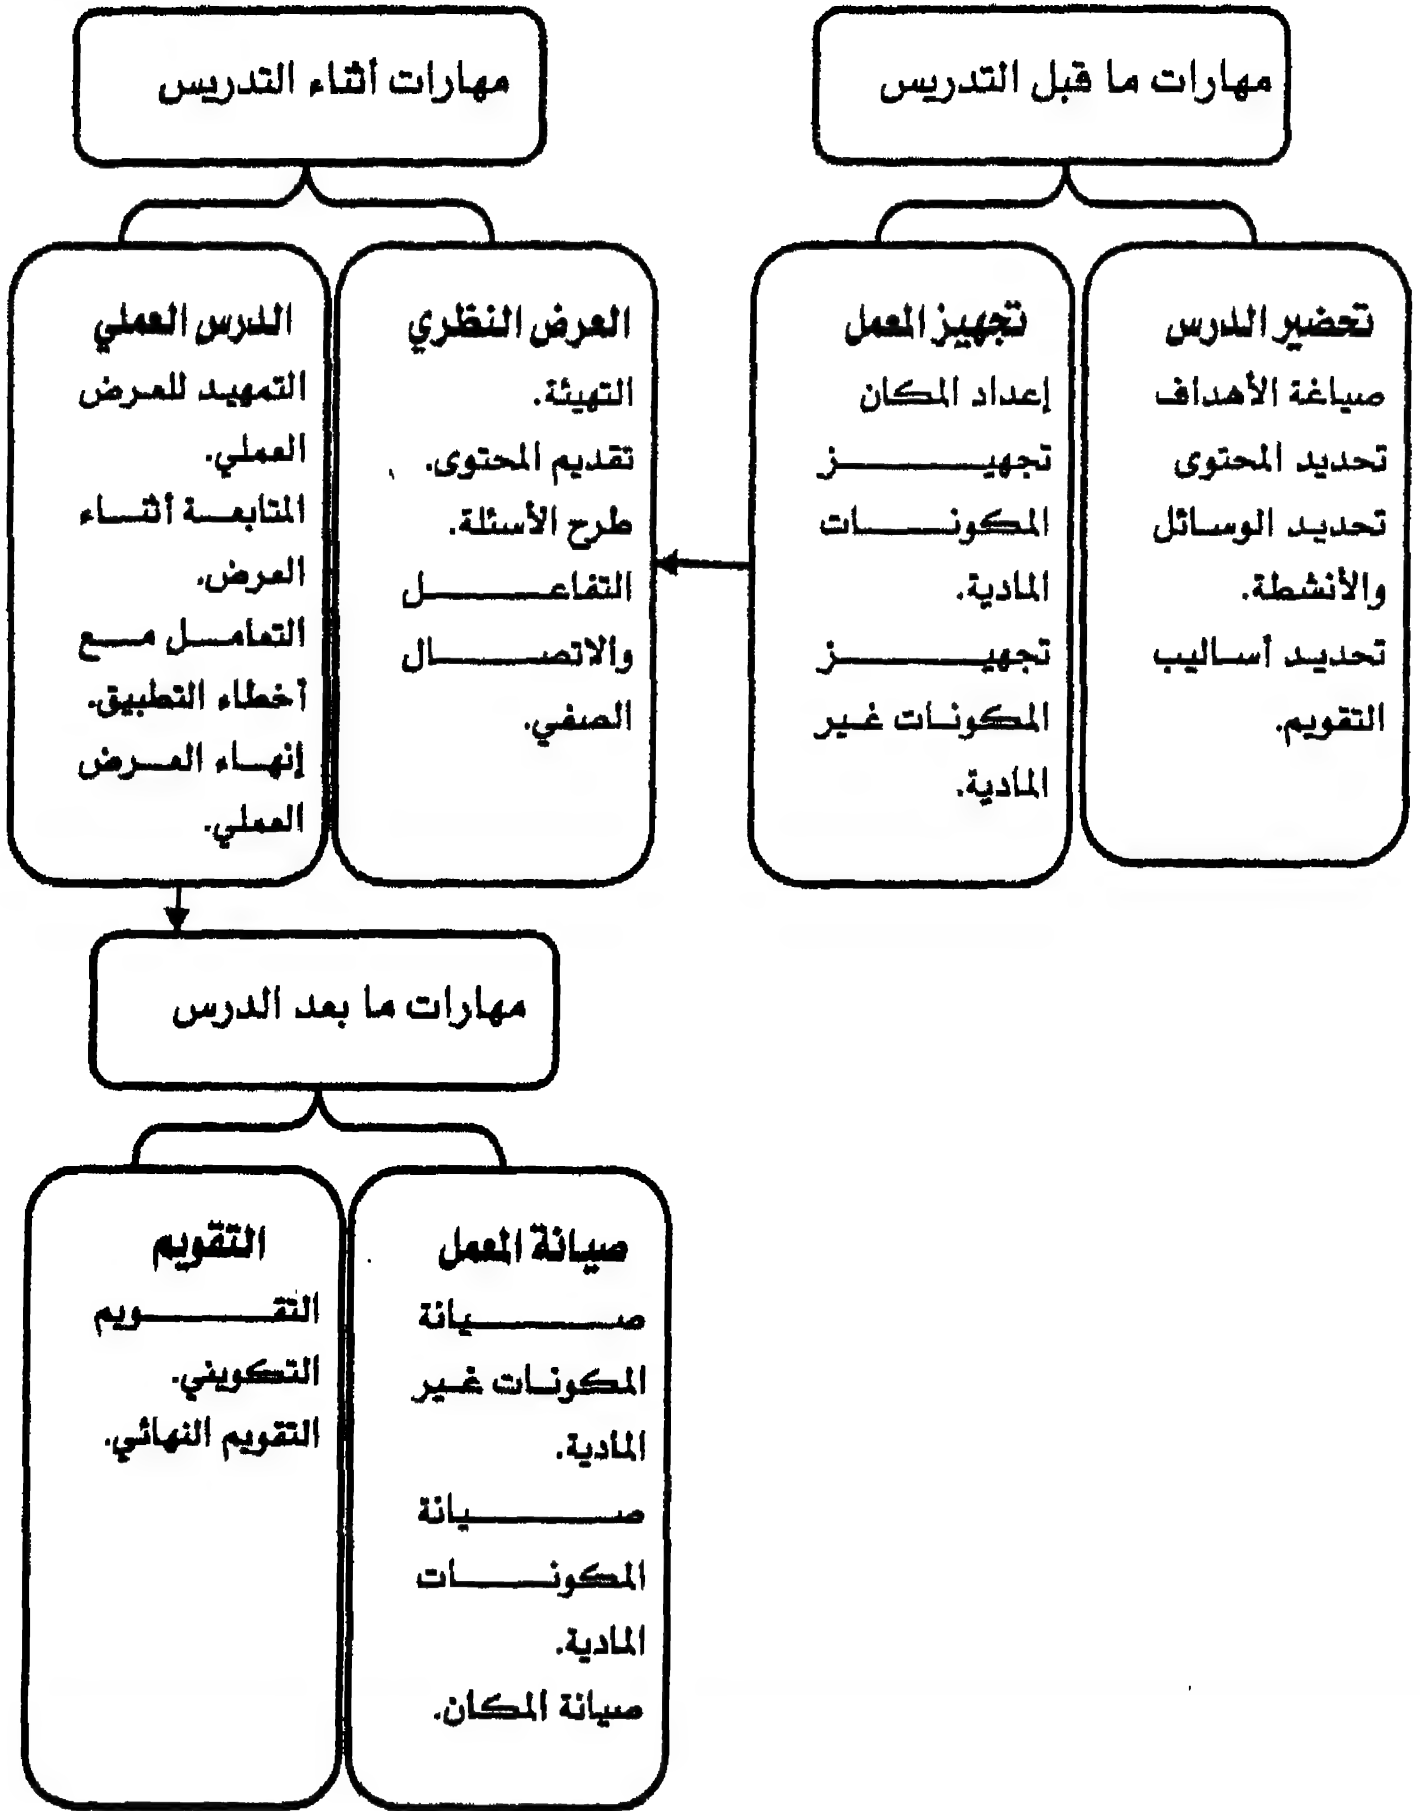 مهارات ما قبل التدريس
تحضير الدرس
صياغة الأهداف
تحديد المحتوى
تحديد الوسائل
والأنشطة.
تحديد أساليب
التقويم.
تجهيز المعمل
إعداد المكان
تجهيز
المكونات
المادية.
تجهيز
المكونات غير
المادية.
مهارات أثناء التدريس
العرض النظري
التهيئة.
تقديم المحتوى.
طرح الأسئلة.
التفاعل
والاتصال
الصفي.
الدرس العملي
التمهيد للعرض
العملي.
المتابعة أثناء
العرض.
التعامل مع
أخطاء التطبيق.
إنهاء العرض
العملي.
مهارات ما بعد الدرس
صيانة المعمل
صيانة
المكونات غير
المادية.
صيانة
المكونات
المادية.
صيانة المكان.
التقويم
التقويم
التكويني.
التقويم النهائي.